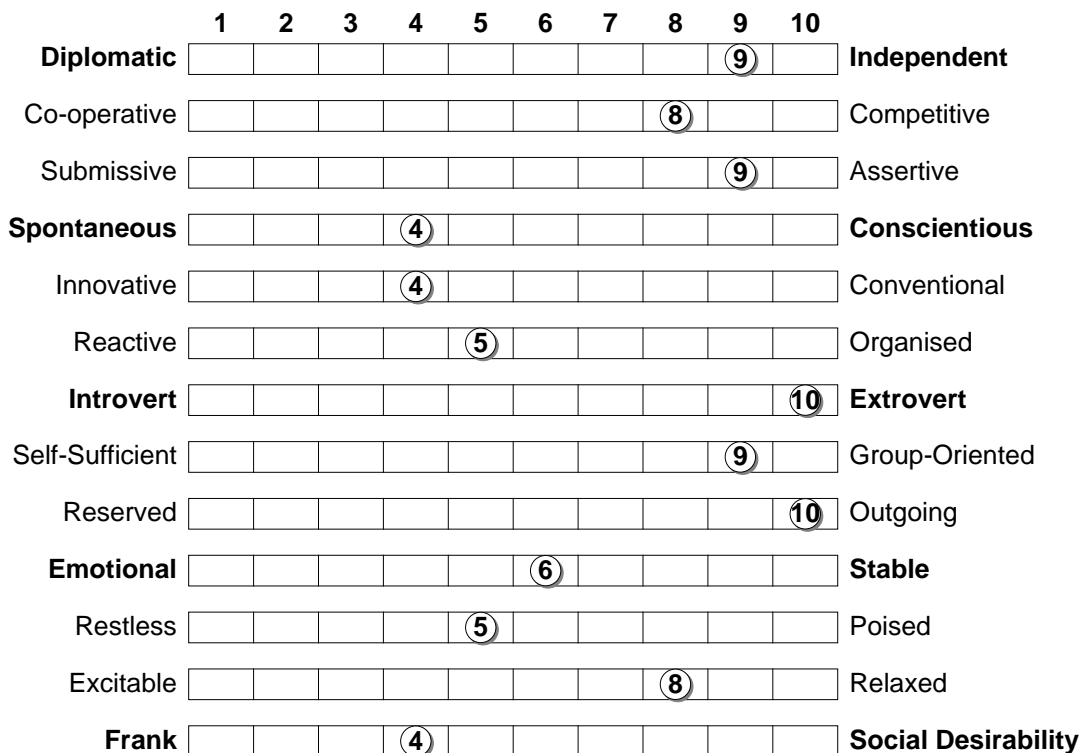 1 2 3 4 5 6 7 8 9 10
Diplomatic 9 Independent
Co-operative 8 Competitive
Submissive 9 Assertive
Spontaneous 4 Conscientious
Innovative 4 Conventional
Reactive 5 Organised
Introvert 10 Extrovert
Self-Sufficient 9 Group-Oriented
Reserved 10 Outgoing
Emotional 6 Stable
Restless 5 Poised
Excitable 8 Relaxed
Frank 4 Social Desirability